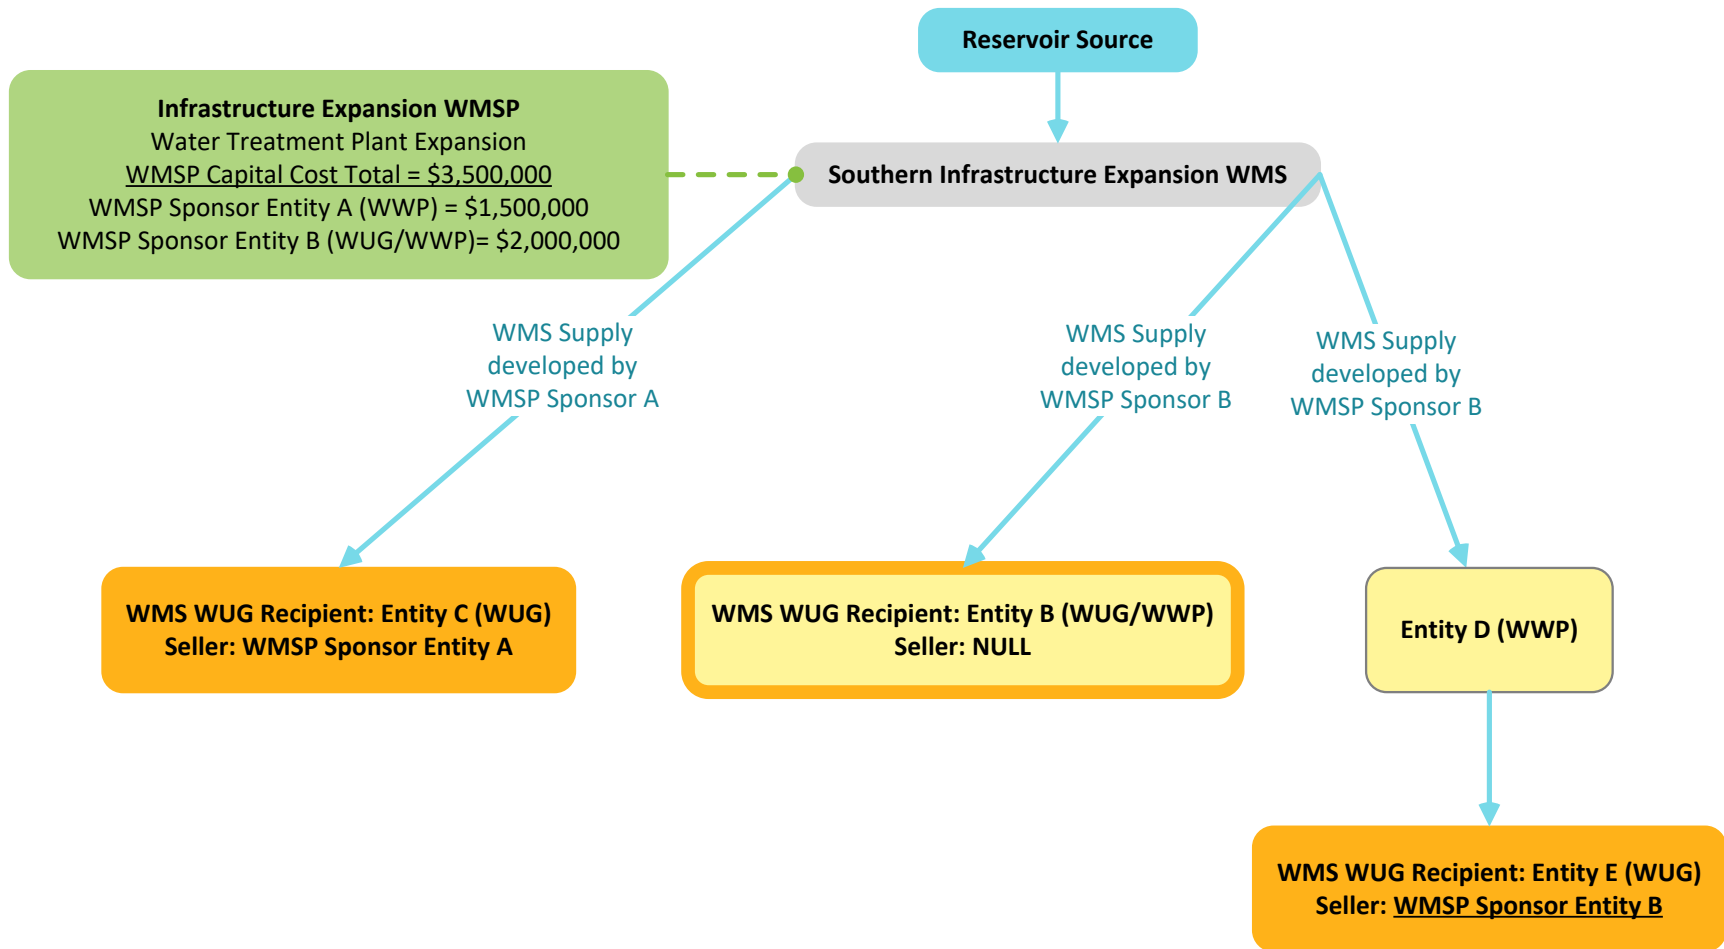 Reservoir Source
Infrastructure Expansion WMSP
Water Treatment Plant Expansion
WMSP Capital Cost Total = $3,500,000
WMSP Sponsor Entity A (WWP) = $1,500,000
WMSP Sponsor Entity B (WUG/WWP)= $2,000,000
Southern Infrastructure Expansion WMS
WMS Supply
developed by
WMSP Sponsor A
WMS Supply
developed by
WMSP Sponsor B
WMS Supply
developed by
WMSP Sponsor B
WMS WUG Recipient: Entity C (WUG)
Seller: WMSP Sponsor Entity A
WMS WUG Recipient: Entity B (WUG/WWP)
Seller: NULL
Entity D (WWP)
WMS WUG Recipient: Entity E (WUG)
Seller: WMSP Sponsor Entity B